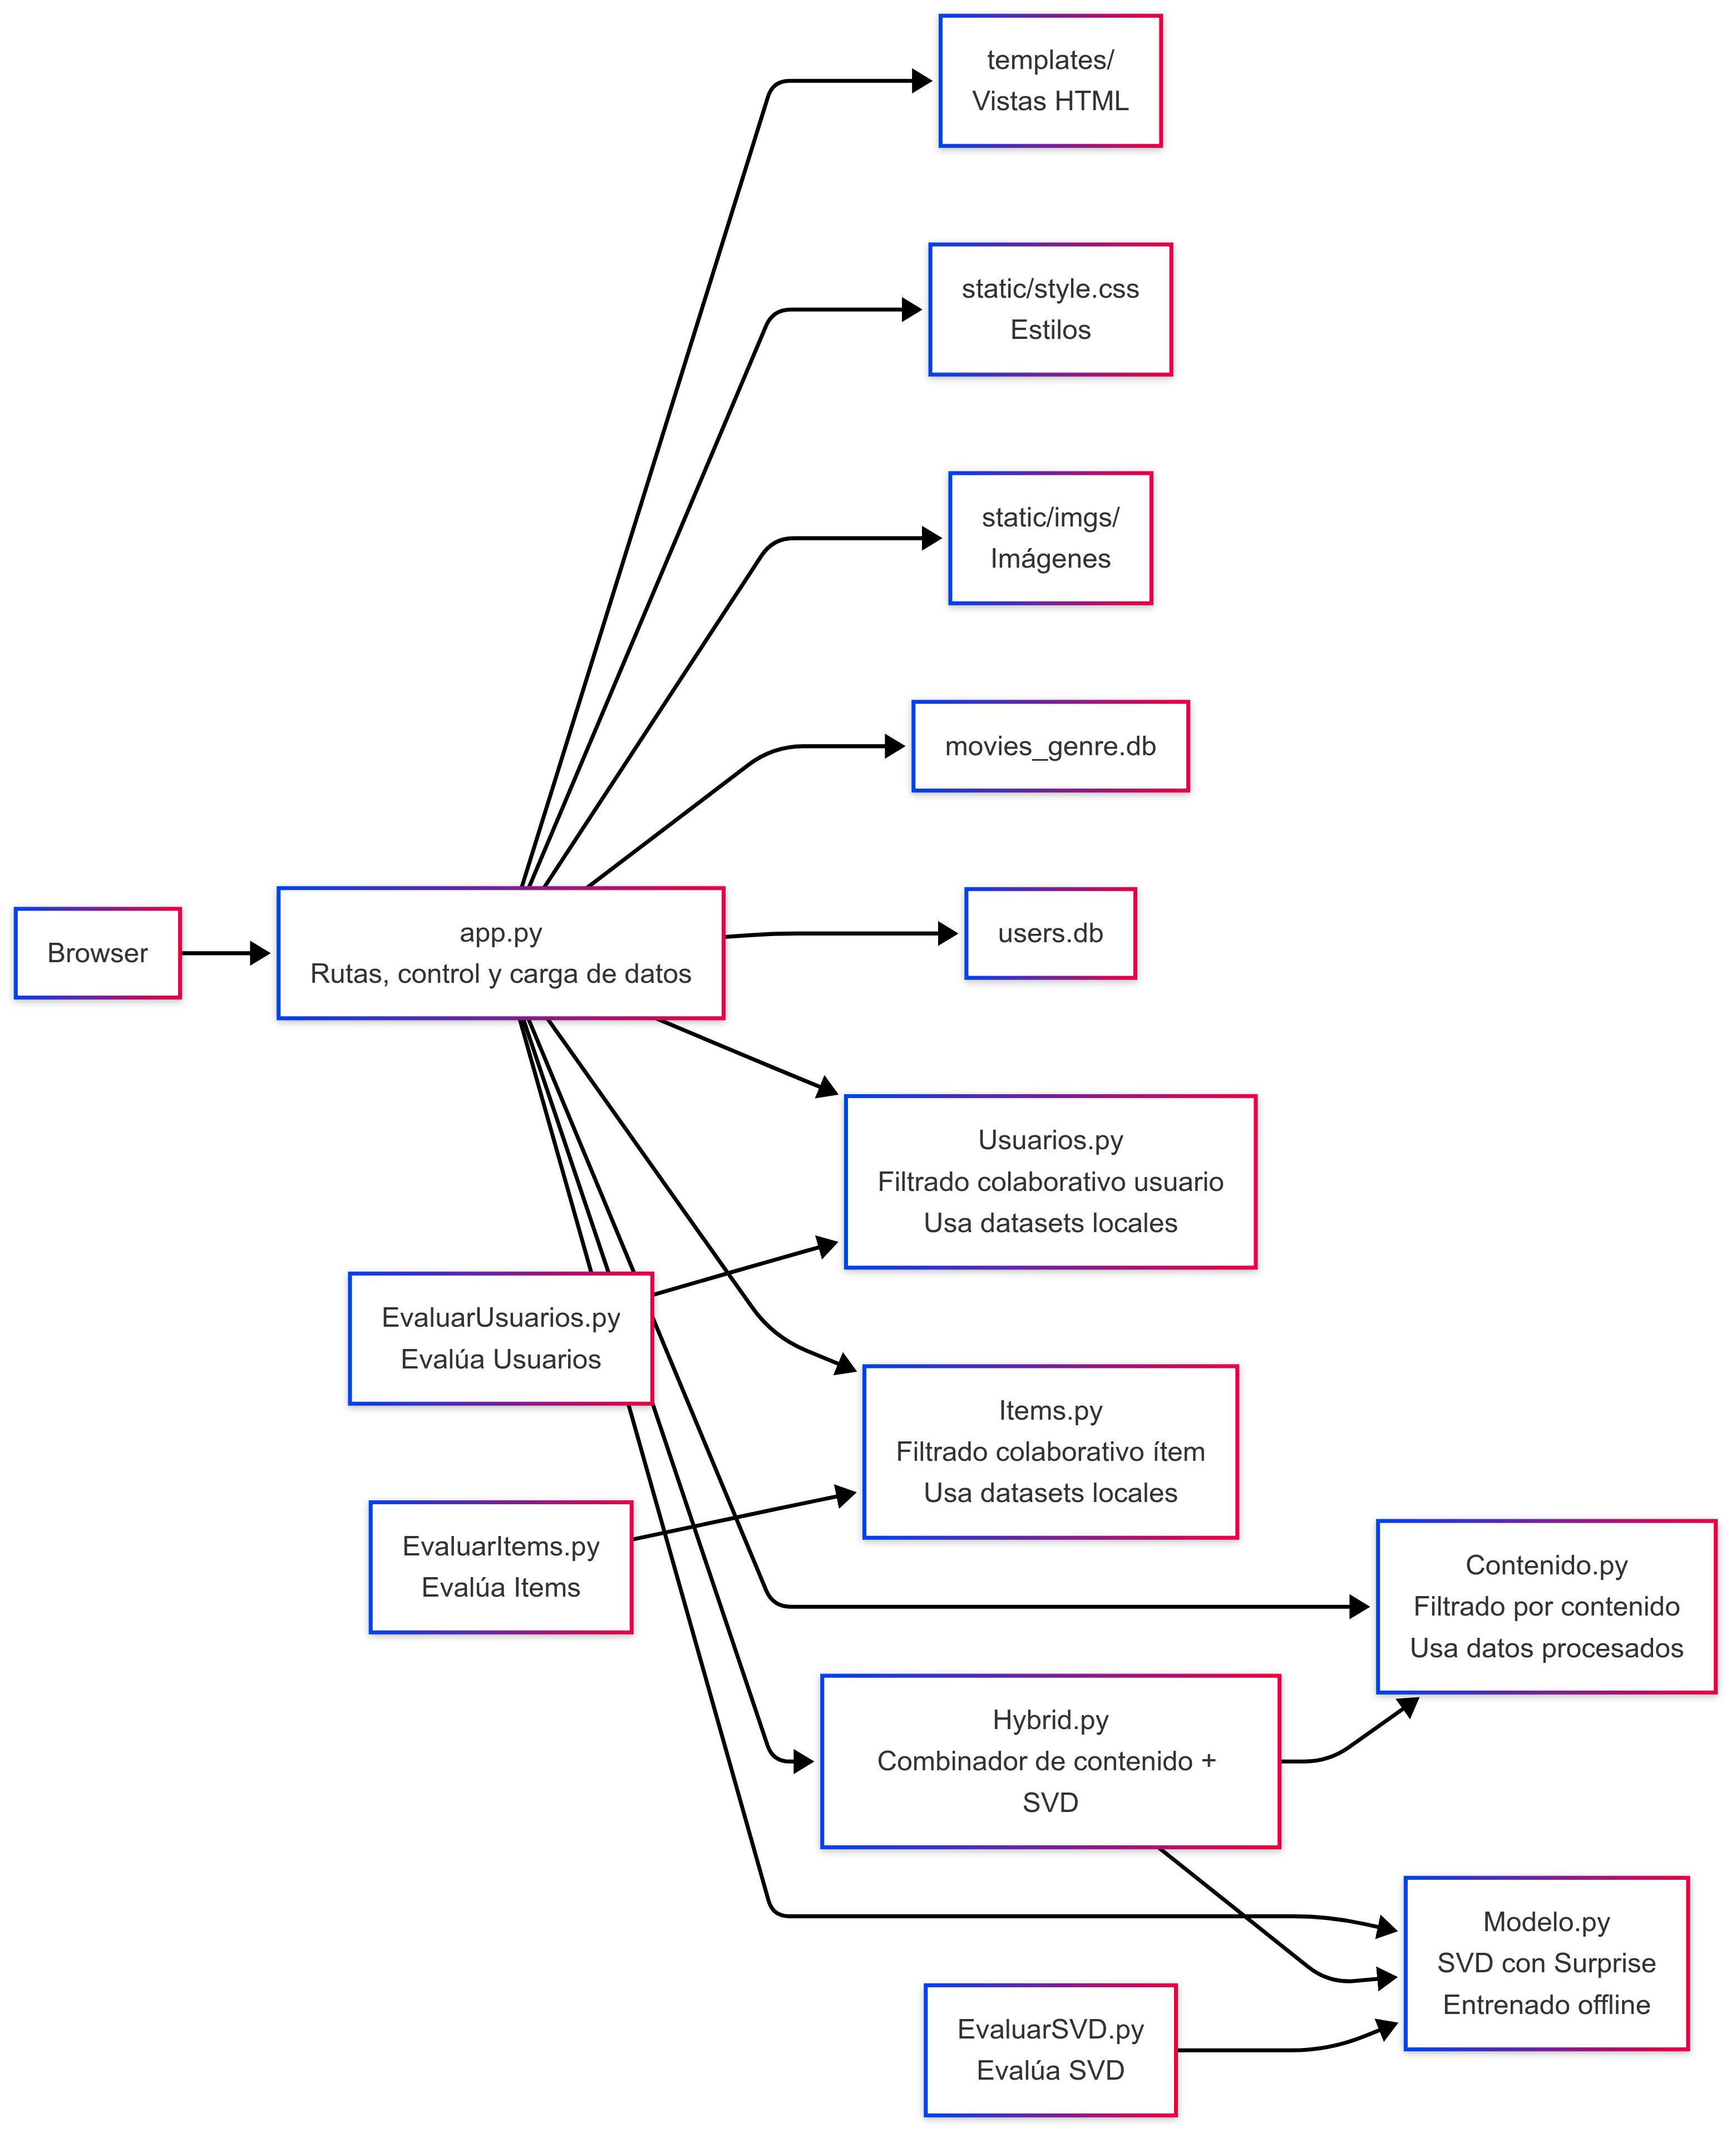 templates/
Vistas HTML
static/style.css
Estilos
static/imgs/
Imágenes
movies_genre.db
Browser
app.py
Rutas, control y carga de datos
users.db
Usuarios.py
Filtrado colaborativo usuario
Usa datasets locales
EvaluarUsuarios.py
Evalúa Usuarios
Items.py
Filtrado colaborativo ítem
Usa datasets locales
EvaluarItems.py
Evalúa Items
Contenido.py
Filtrado por contenido
Usa datos procesados
Hybrid.py
Combinador de contenido +
SVD
Modelo.py
SVD con Surprise
Entrenado offline
EvaluarSVD.py
Evalúa SVD